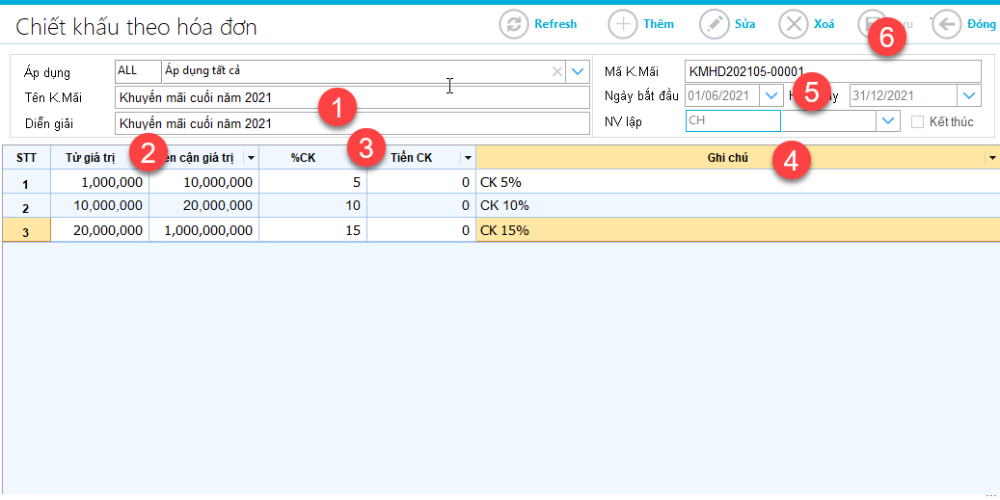 Chiết khấu theo hóa đơn
Refresh Thêm Sửa Xoá Đóng
6
Áp dụng ALL Áp dụng tất cả
Mã K.Mãi KMHD202105-00001
Tên K.Mãi Khuyến mãi cuối năm 2021
1
Ngày bắt đầu 01/06/2021 31/12/2021
5
Diễn giải Khuyến mãi cuối năm 2021
NV lập CH Kết thúc
STT Từ giá trị cận giá trị %CK Tiền CK Ghi chú
2 3 4
1 1,000,000 10,000,000 5 0 CK 5%
2 10,000,000 20,000,000 10 0 CK 10%
3 20,000,000 1,000,000,000 15 0 CK 15%